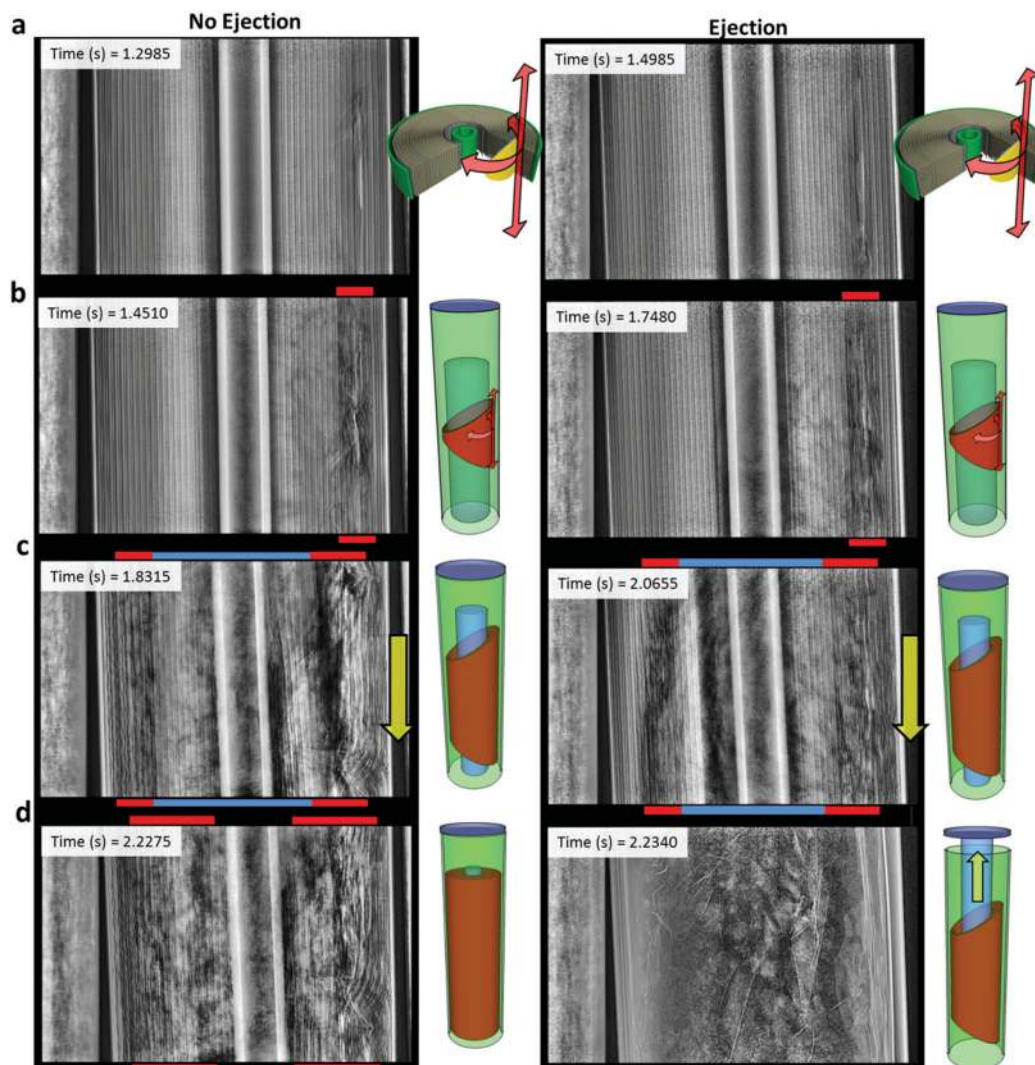 No Ejection
Ejection
a
Time (s) = 1.2985
Time (s) = 1.4985
b
Time (s) = 1.4510
Time (s) = 1.7480
c
Time (s) = 1.8315
Time (s) = 2.0655
d
Time (s) = 2.2275
Time (s) = 2.2340